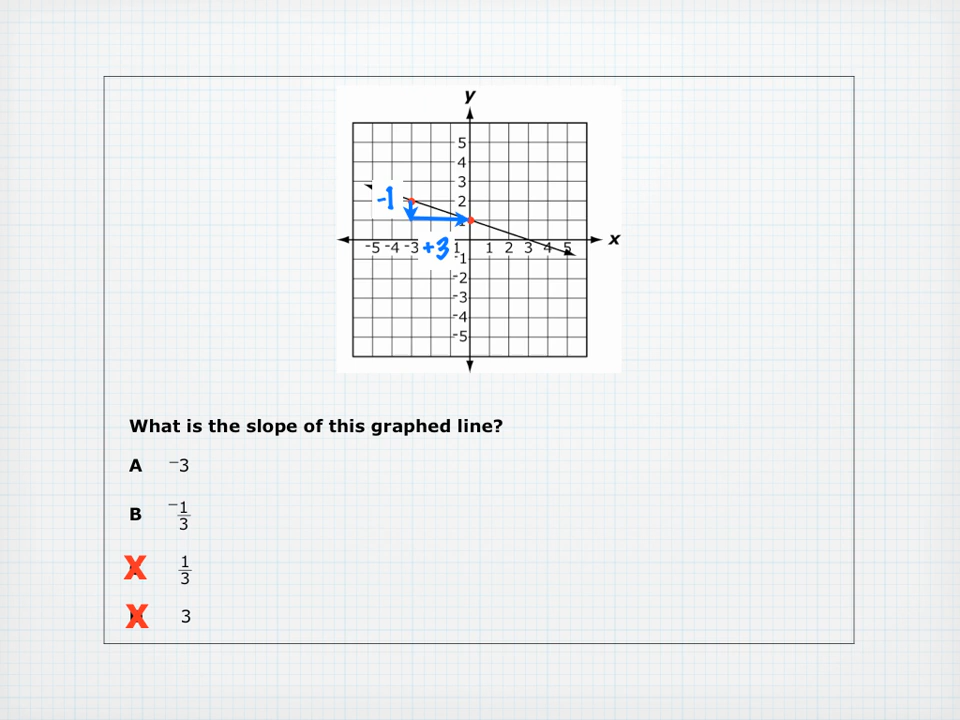 y
5
4
3
-1 2
-5 -4 -3 +3 1 1 2 3 4 5 x
-1
-2
-3
-4
-5
What is the slope of this graphed line?
A -3
B -1/3
X 1/3
X 3